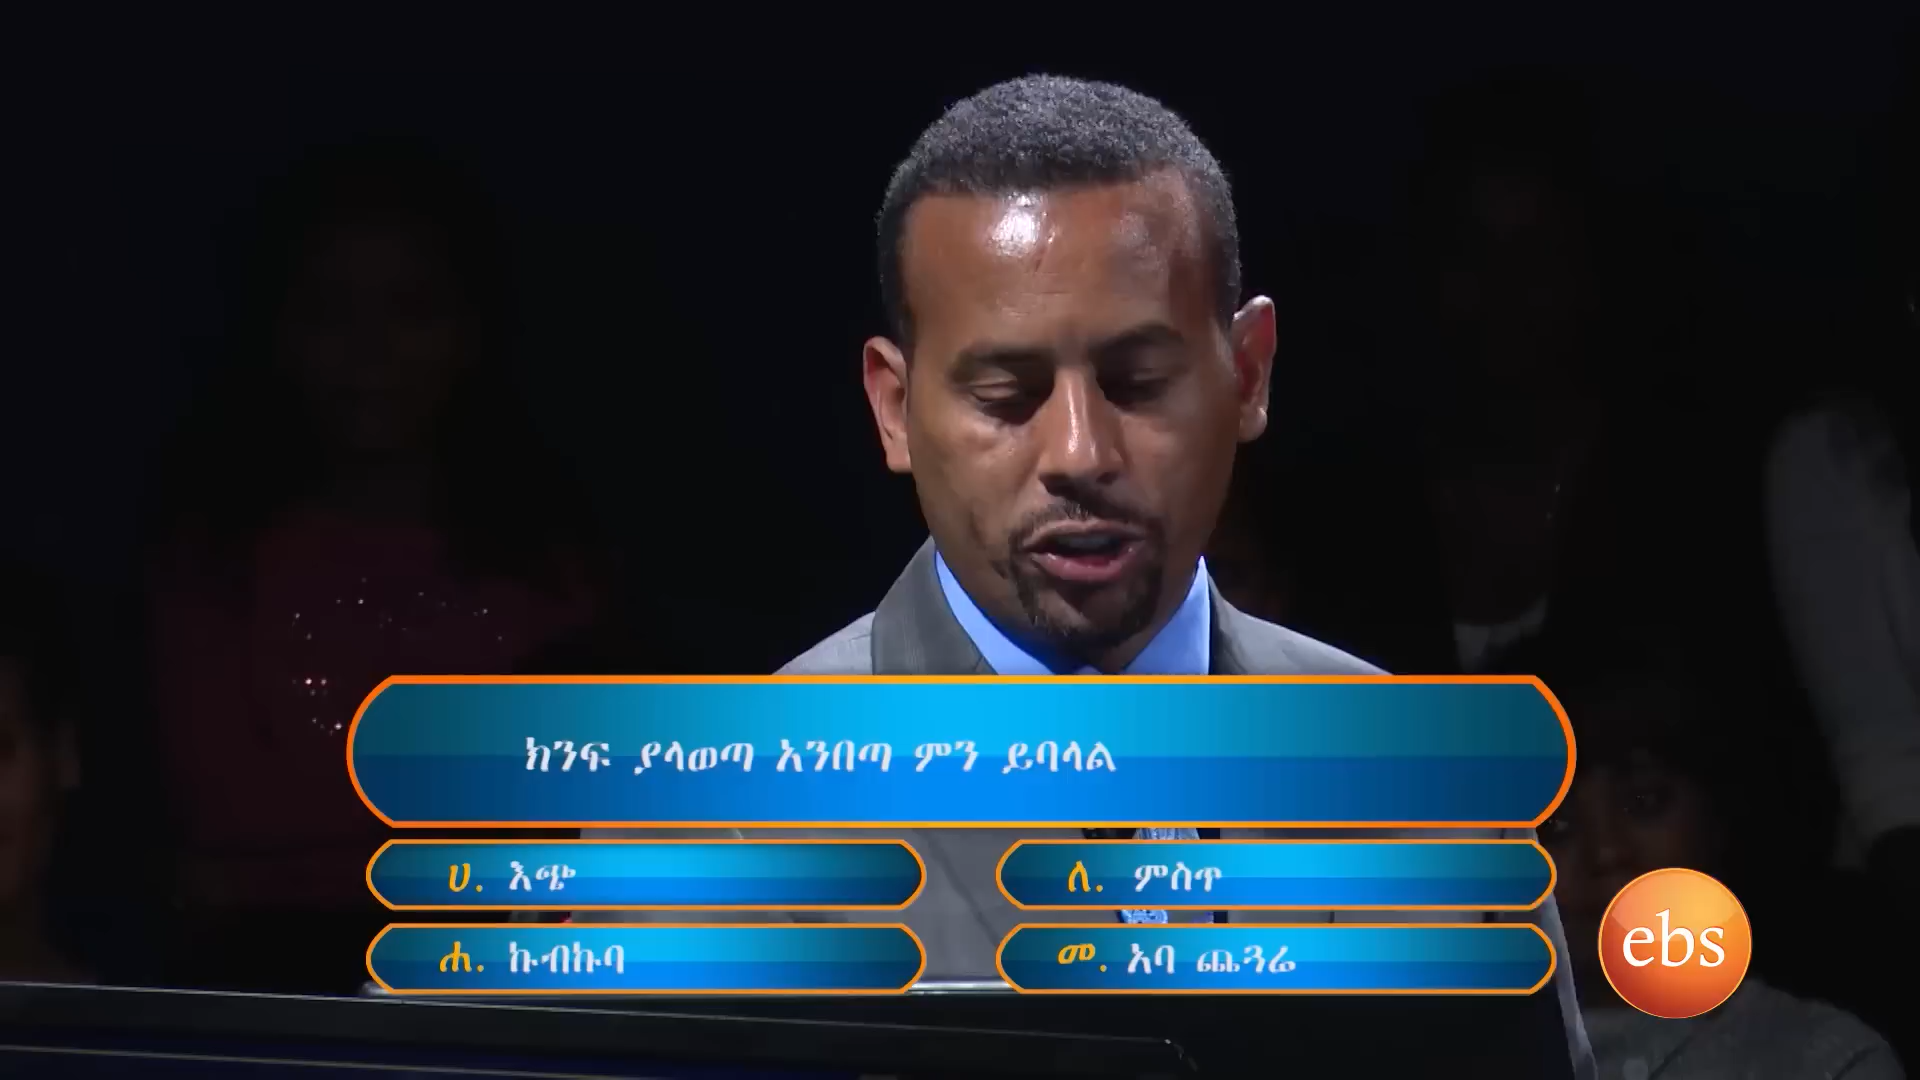 ክንፍ ያላወጣ አንበጣ ምን ይባላል
ሀ. እጭ
ለ. ምስጥ
ሐ. ኩብኩባ
መ. አባ ጨጓሬ
ebs